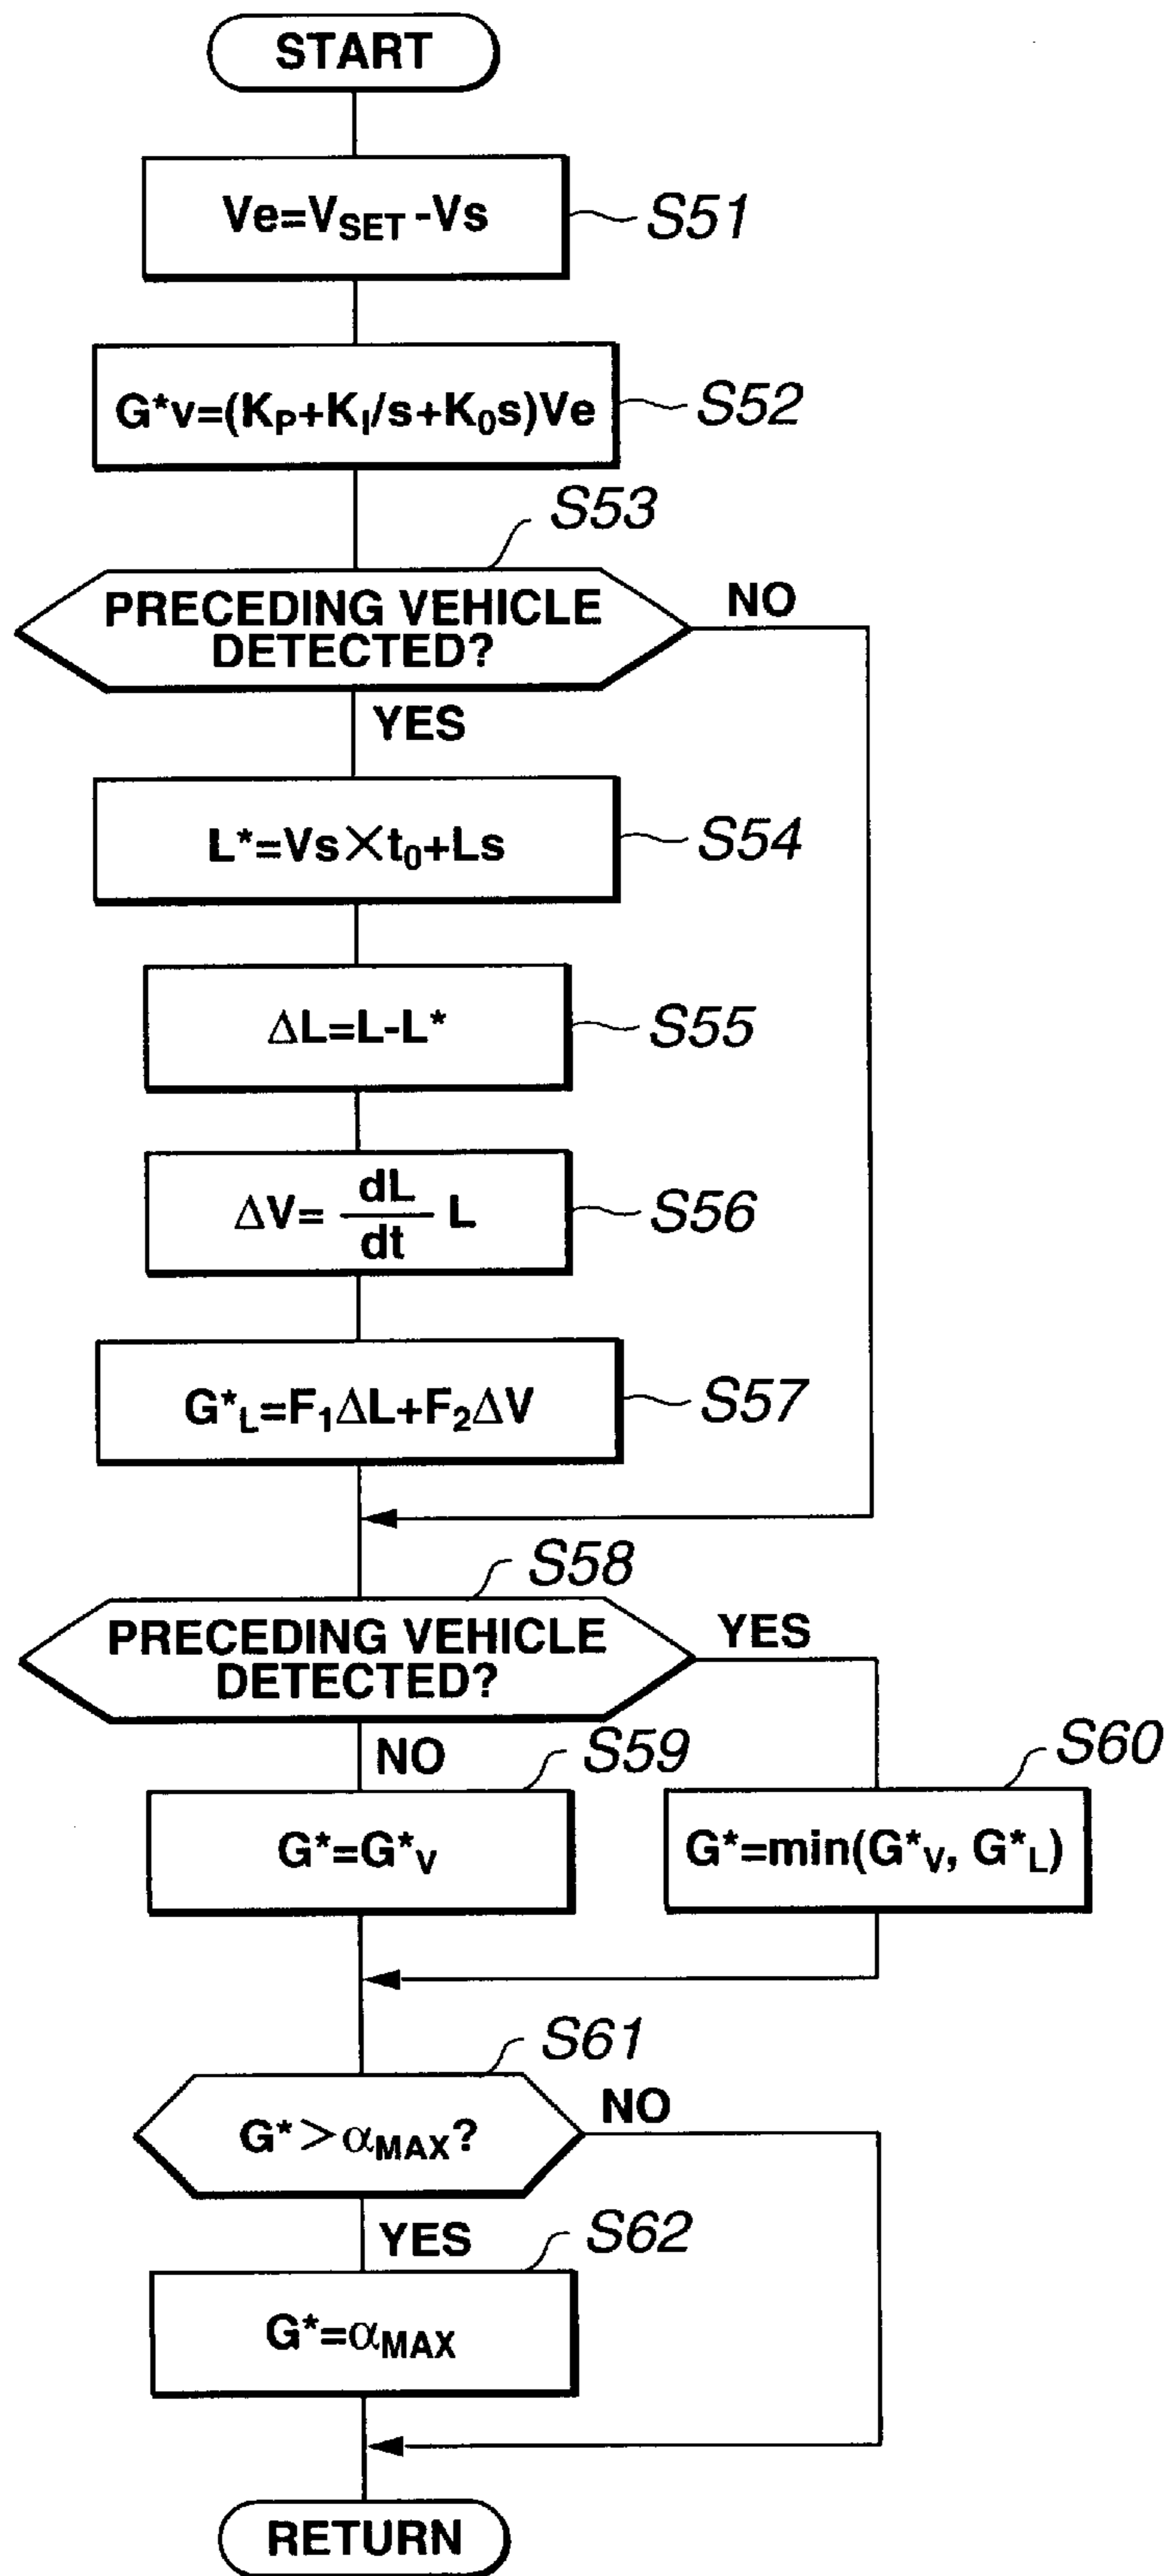 START
Ve=V_SET -Vs
S51
G*v=(K_P+K_I/s+K_0s)Ve
S52
S53
PRECEDING VEHICLE
DETECTED?
NO
YES
L*=Vs×t_0+Ls
S54
ΔL=L-L*
S55
ΔV= dL/dt L
S56
G*_L=F_1ΔL+F_2ΔV
S57
S58
PRECEDING VEHICLE
DETECTED?
YES
NO
S59
S60
G*=G*_V
G*=min(G*_V, G*_L)
S61
G*>α_MAX?
NO
YES
S62
G*=α_MAX
RETURN